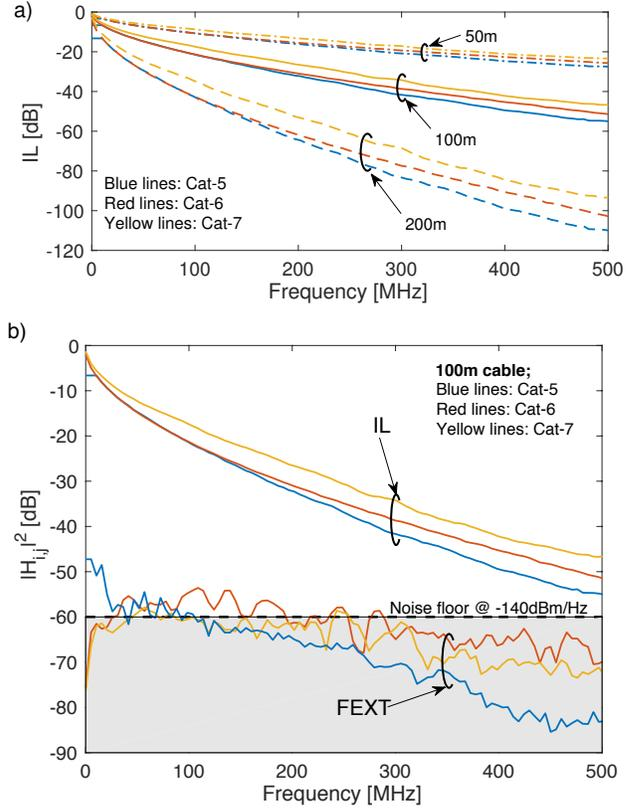 a)
0
-20
-40
-60
-80
-100
-120
IL [dB]
50m
100m
200m
Blue lines: Cat-5
Red lines: Cat-6
Yellow lines: Cat-7
0 100 200 300 400 500
Frequency [MHz]
b)
0
-10
-20
-30
-40
-50
-60
-70
-80
-90
|H_{i,j}|² [dB]
100m cable;
Blue lines: Cat-5
Red lines: Cat-6
Yellow lines: Cat-7
IL
Noise floor @ -140dBm/Hz
FEXT
0 100 200 300 400 500
Frequency [MHz]